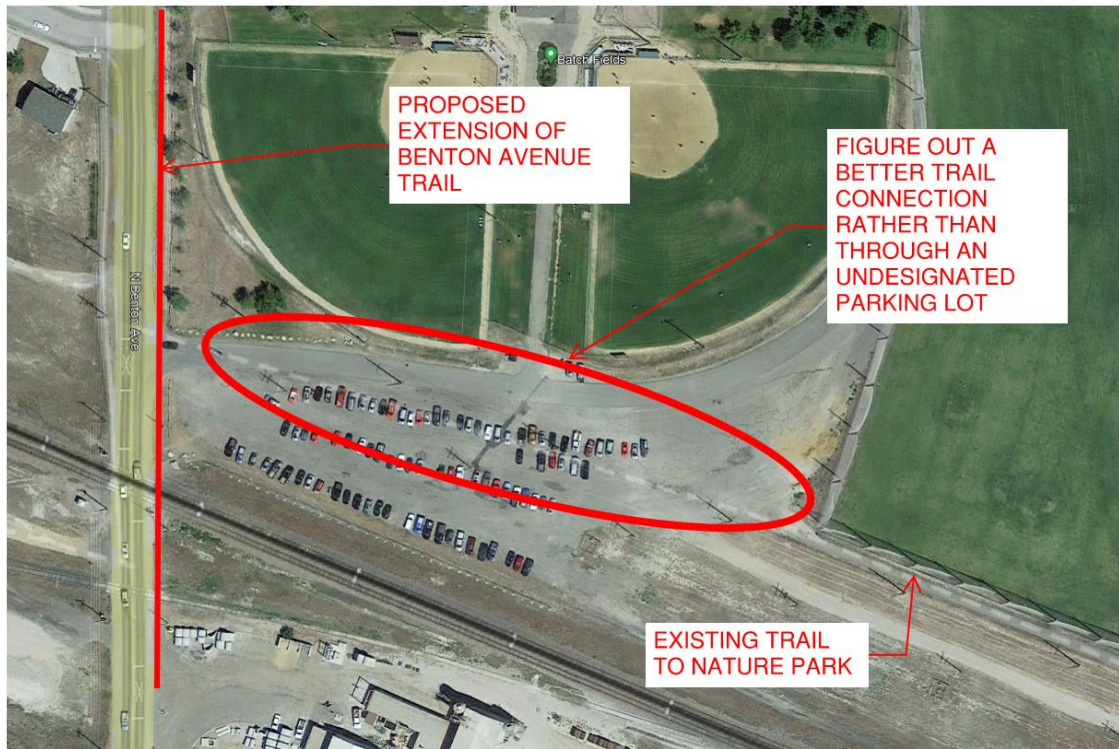 Batch Fields
PROPOSED
EXTENSION OF
BENTON AVENUE
TRAIL
FIGURE OUT A
BETTER TRAIL
CONNECTION
RATHER THAN
THROUGH AN
UNDESIGNATED
PARKING LOT
N Benton Ave
EXISTING TRAIL
TO NATURE PARK